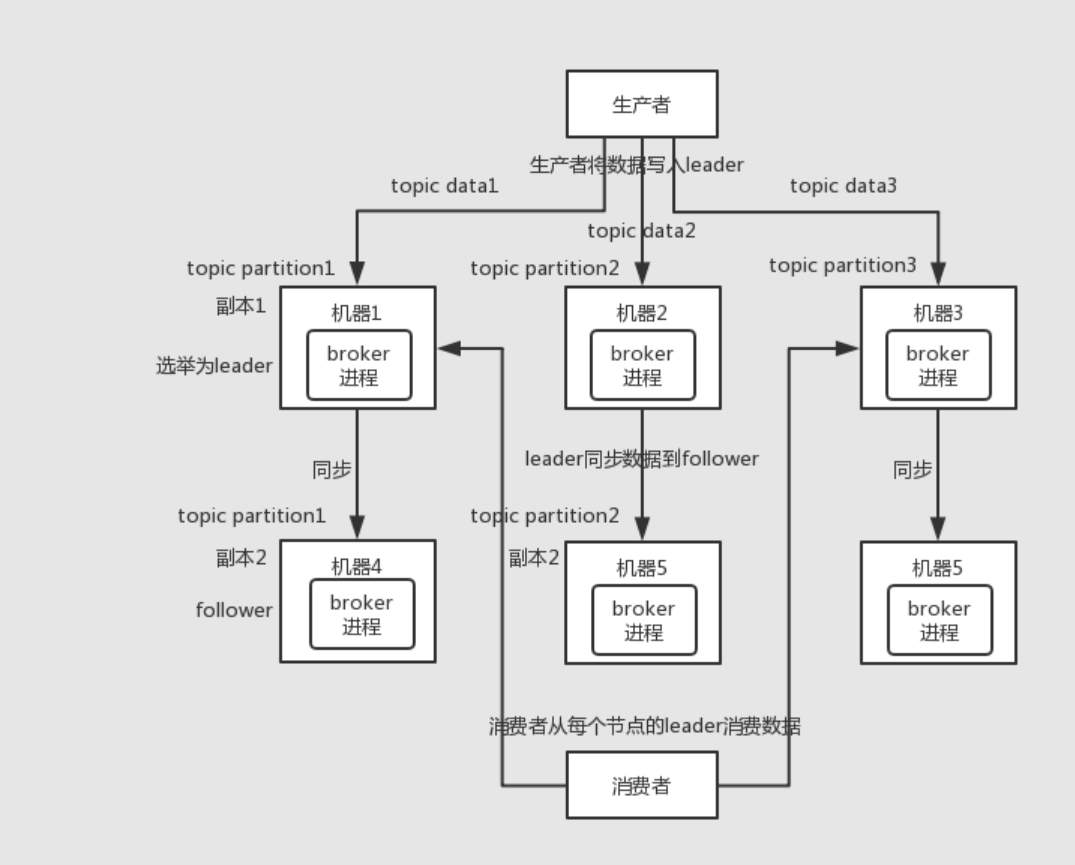 生产者
生产者将数据写入leader
topic data1
topic data3
topic data2
topic partition1
topic partition2
topic partition3
副本1
机器1
机器2
机器3
选举为leader
broker
进程
broker
进程
broker
进程
同步
leader同步数据到follower
同步
topic partition1
topic partition2
副本2
机器4
副本2
机器5
机器5
follower
broker
进程
broker
进程
broker
进程
消费者从每个节点的leader消费数据
消费者